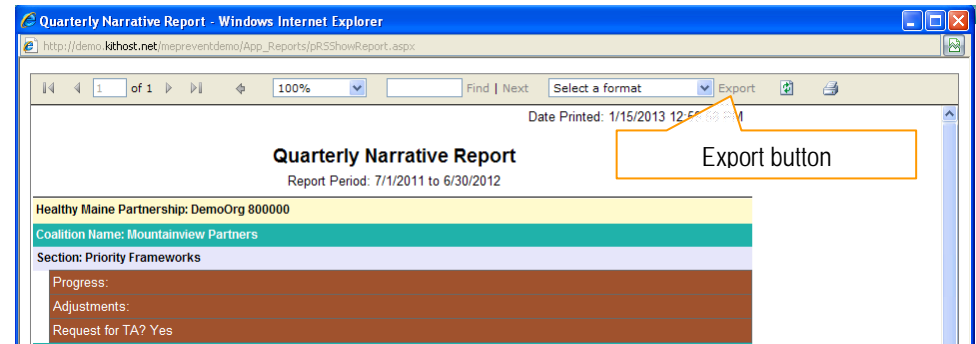 Quarterly Narrative Report - Windows Internet Explorer
http://demo.kithost.net/mepreventdemo/App_Reports/pRSShowReport.aspx
1 of 1 100% Find | Next Select a format Export
Date Printed: 1/15/2013
Export button
Quarterly Narrative Report
Report Period: 7/1/2011 to 6/30/2012
Healthy Maine Partnership: DemoOrg 800000
Coalition Name: Mountainview Partners
Section: Priority Frameworks
Progress:
Adjustments:
Request for TA? Yes